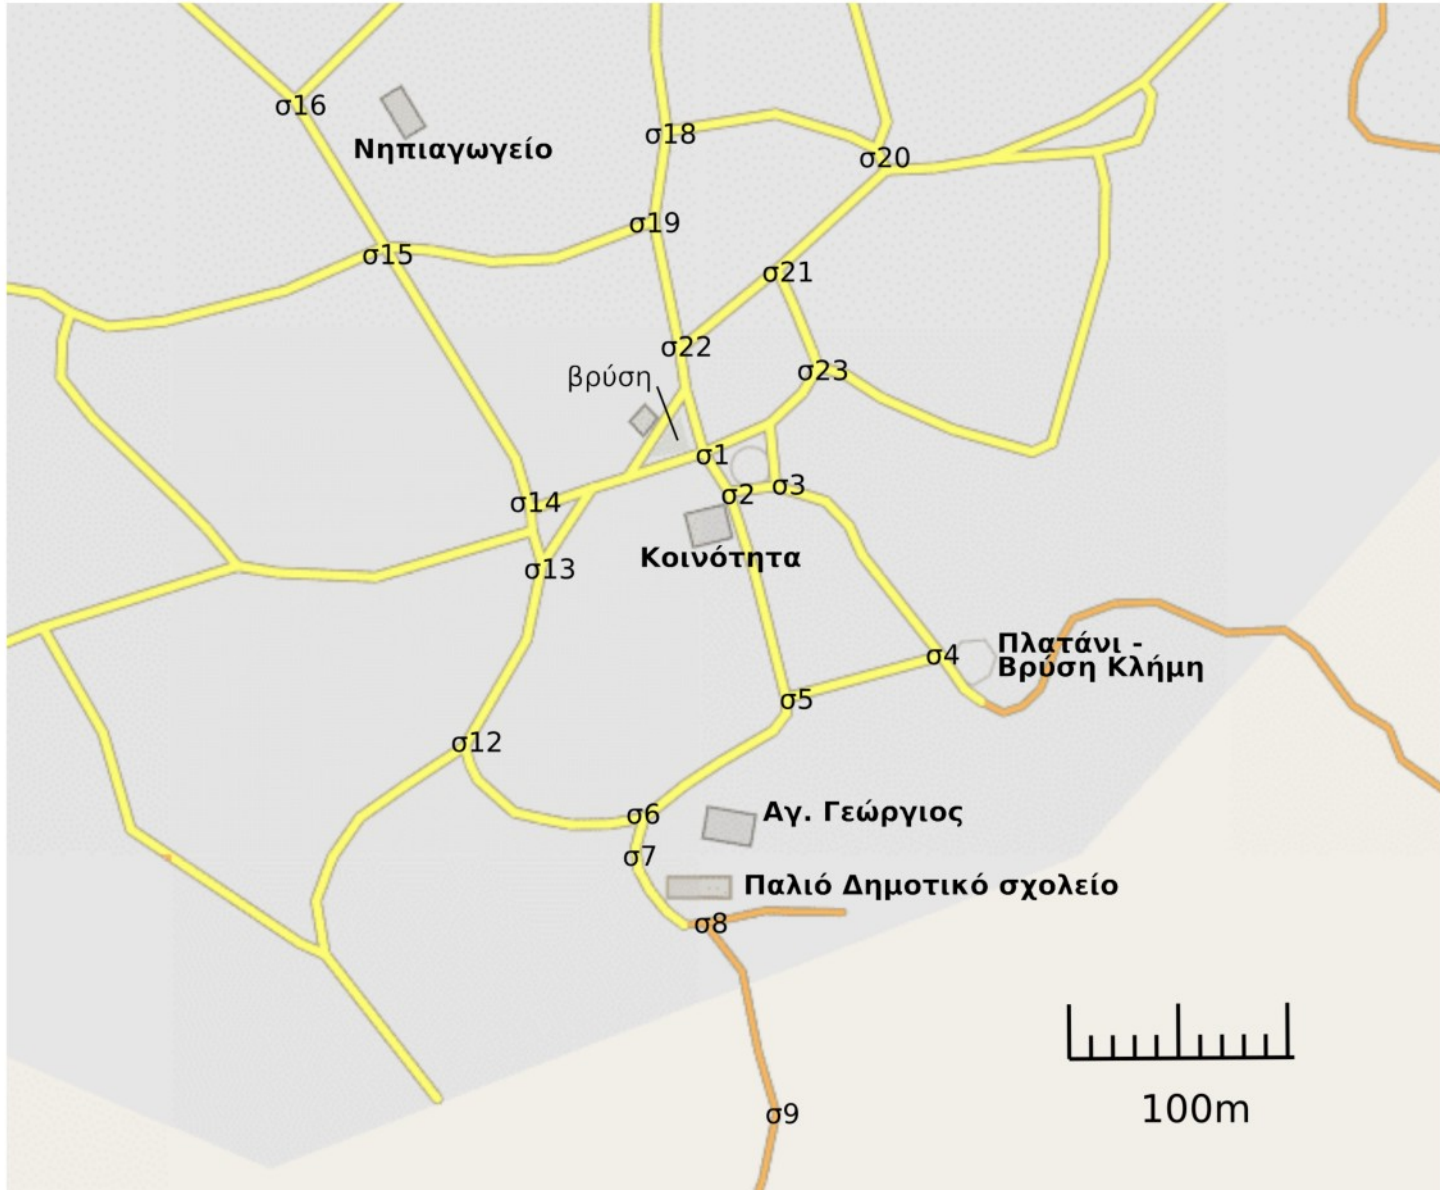 σ16
Νηπιαγωγείο
σ18
σ20
σ19
σ15
σ21
σ22
βρύση
σ23
σ1
σ14
σ2
σ3
Κοινότητα
σ13
Πλατάνι -
Βρύση Κλήμη
σ4
σ5
σ12
σ6
Αγ. Γεώργιος
σ7
Παλιό Δημοτικό σχολείο
σ8
σ9
100m